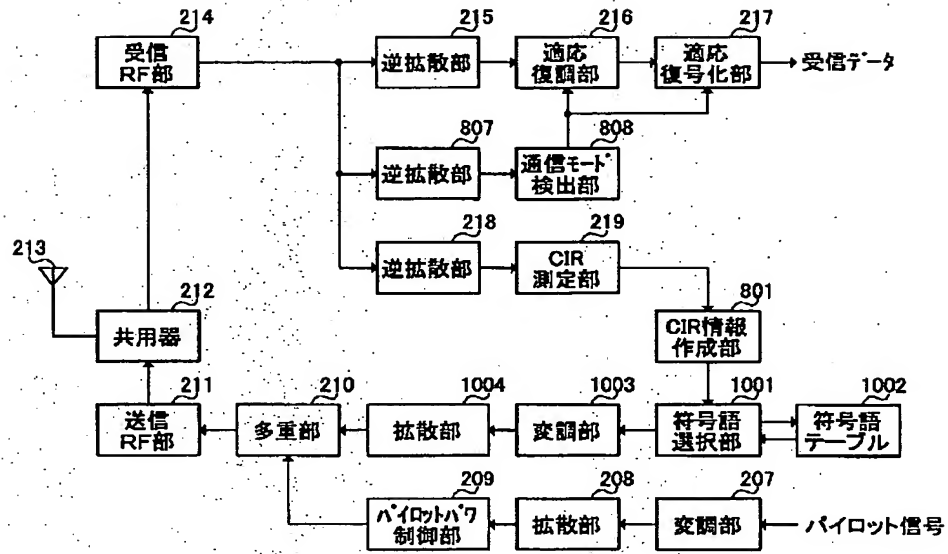 214
受信
RF部
215
逆拡散部
216
適応
復調部
217
適応
復号化部
受信データ
807
逆拡散部
808
通信モード
検出部
218
逆拡散部
219
CIR
測定部
213
212
共用器
801
CIR情報
作成部
211
送信
RF部
210
多重部
1004
拡散部
1003
変調部
1001
符号語
選択部
1002
符号語
テーブル
209
パイロットパワ
制御部
208
拡散部
207
変調部
パイロット信号